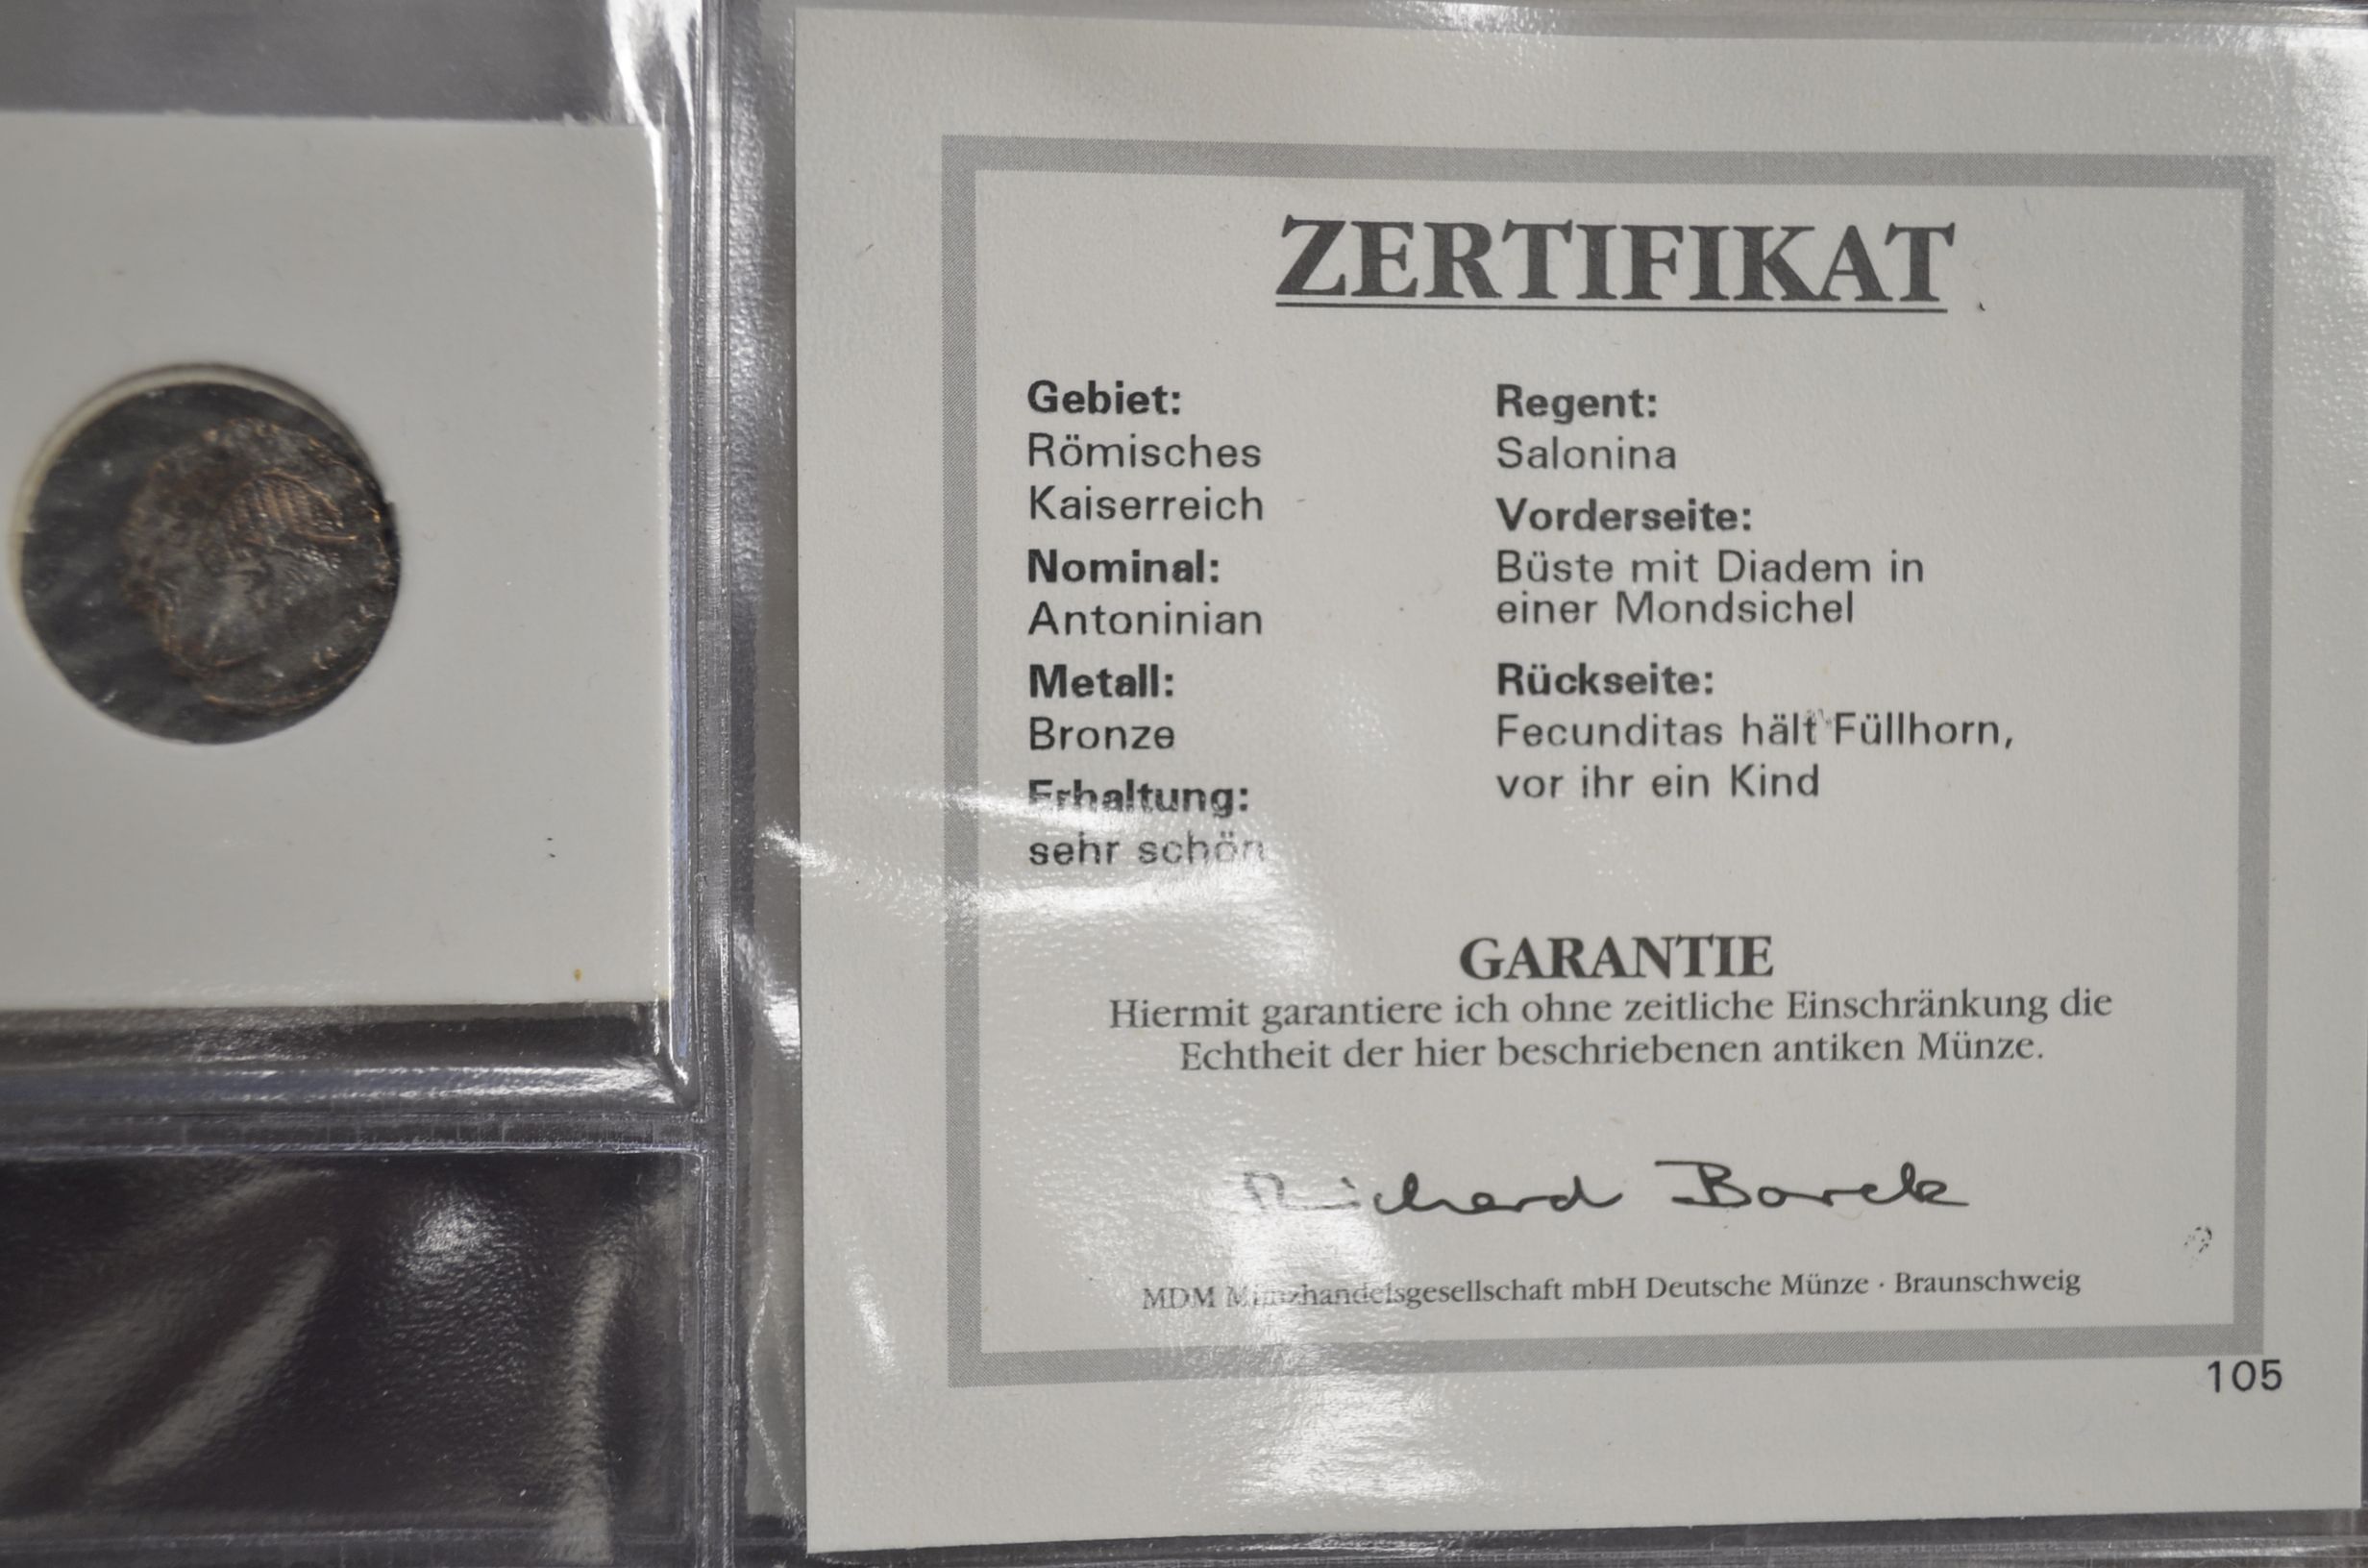 ZERTIFIKAT
Gebiet:
Römisches
Kaiserreich
Nominal:
Antoninian
Metall:
Bronze
Erhaltung:
sehr schön
Regent:
Salonina
Vorderseite:
Büste mit Diadem in
einer Mondsichel
Rückseite:
Fecunditas hält Füllhorn,
vor ihr ein Kind
GARANTIE
Hiermit garantiere ich ohne zeitliche Einschränkung die
Echtheit der hier beschriebenen antiken Münze.
Richard Borek
MDM Münzhandelsgesellschaft mbH Deutsche Münze · Braunschweig
105